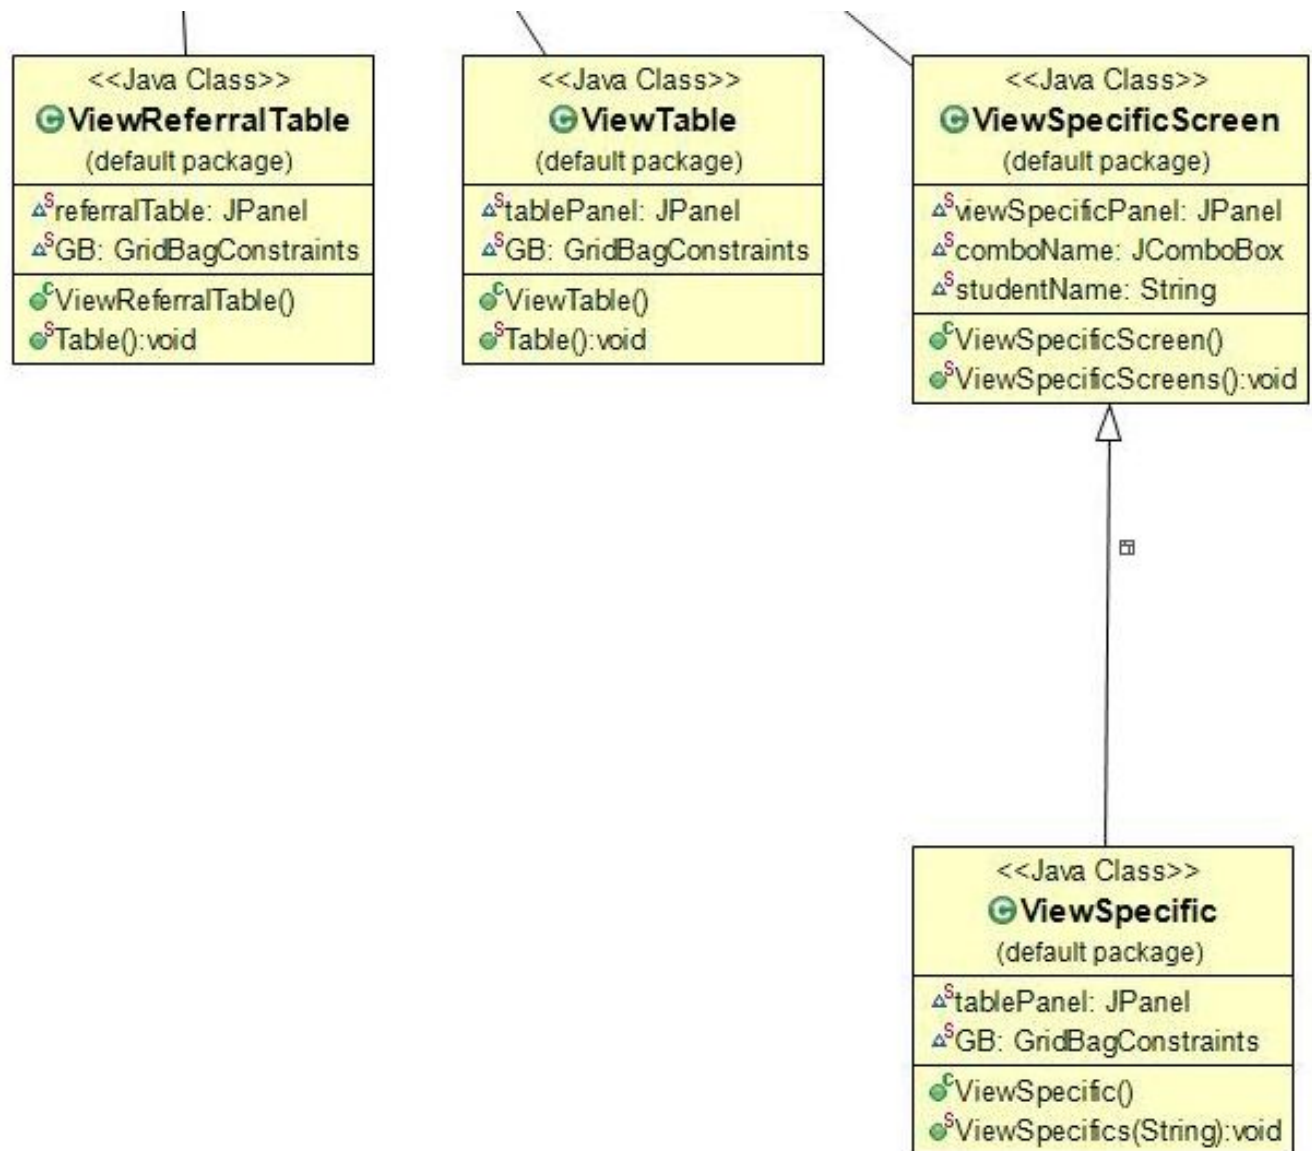 <<Java Class>>
ViewReferralTable
(default package)
referralTable: JPanel
GB: GridBagConstraints
ViewReferralTable()
Table():void
<<Java Class>>
ViewTable
(default package)
tablePanel: JPanel
GB: GridBagConstraints
ViewTable()
Table():void
<<Java Class>>
ViewSpecificScreen
(default package)
viewSpecificPanel: JPanel
comboName: JComboBox
studentName: String
ViewSpecificScreen()
ViewSpecificScreens():void
<<Java Class>>
ViewSpecific
(default package)
tablePanel: JPanel
GB: GridBagConstraints
ViewSpecific()
ViewSpecifics(String):void